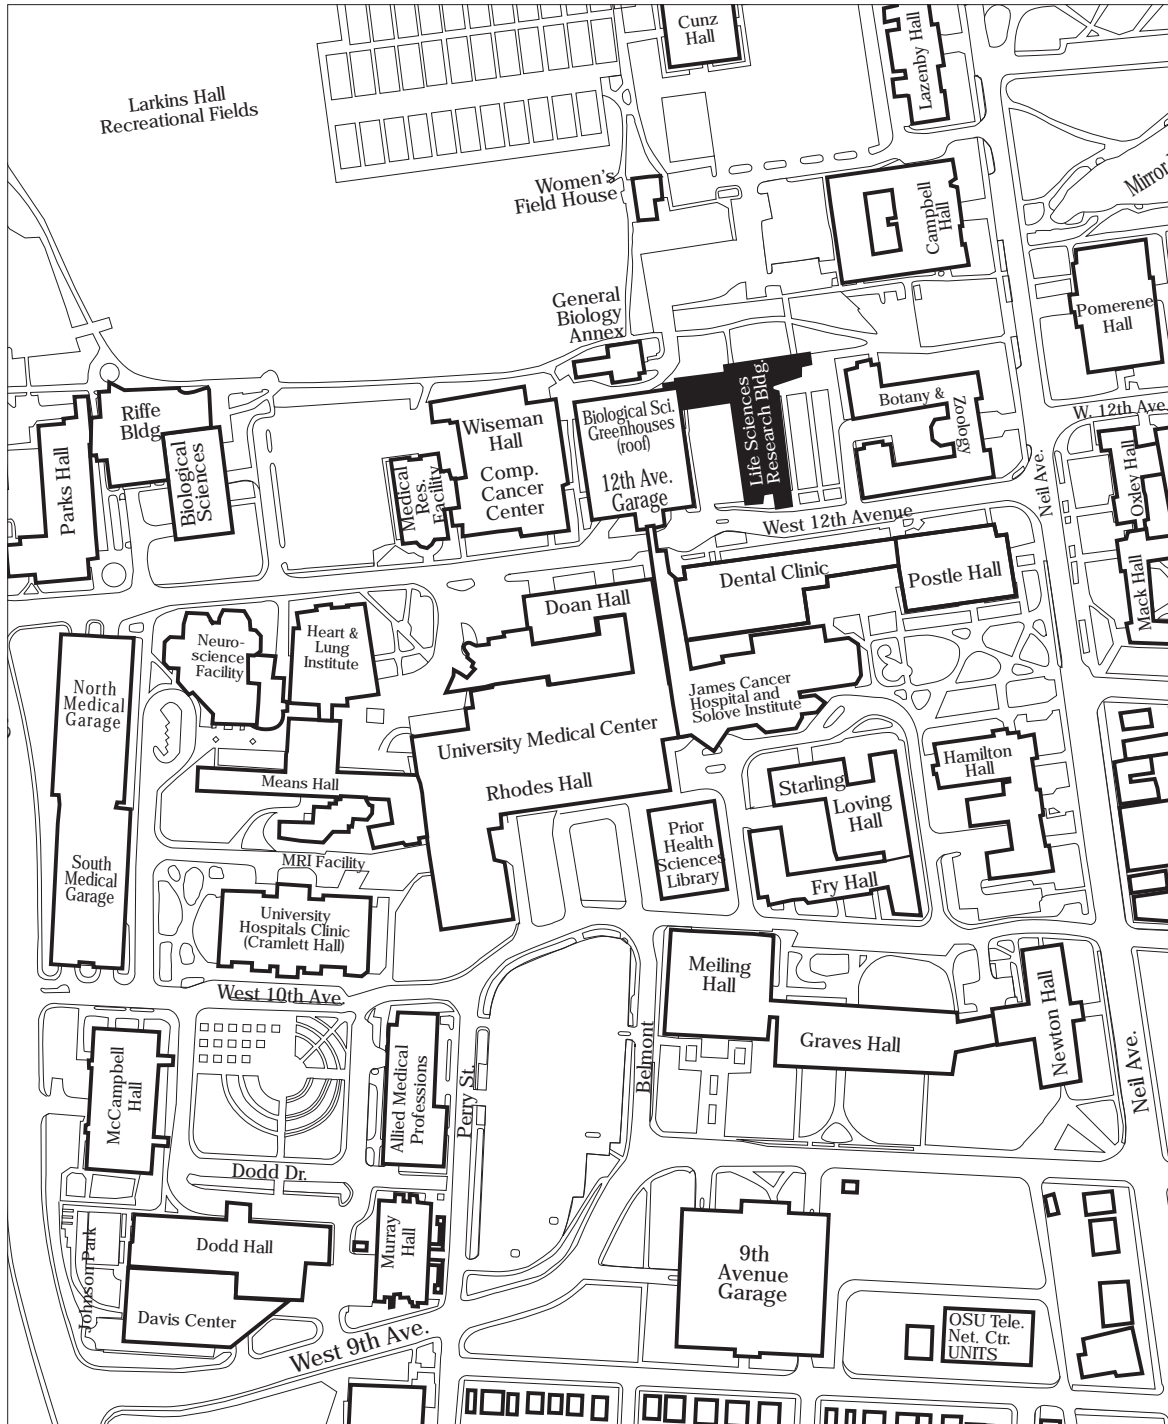 Cunz
Hall
Lazenby Hall
Larkins Hall
Recreational Fields
Women's
Field House
Mirror
Campbell
Hall
General
Biology
Annex
Pomerene
Hall
Riffe
Bldg.
Parks Hall
Biological
Sciences
Wiseman
Hall
Comp.
Cancer
Center
Medical
Res.
Facility
Biological Sci.
Greenhouses
(roof)
12th Ave.
Garage
Life Sciences
Research Bldg.
Botany &
Zoology
W. 12th Ave
Neil Ave.
Oxley Hall
Mack Hall
West 12th Avenue
Dental Clinic
Postle Hall
Doan Hall
Neuro-
science
Facility
Heart &
Lung
Institute
North
Medical
Garage
James Cancer
Hospital and
Solove Institute
University Medical Center
Rhodes Hall
Means Hall
Hamilton
Hall
Starling
Loving
Hall
Prior
Health
Sciences
Library
MRI Facility
South
Medical
Garage
Fry Hall
University
Hospitals Clinic
(Cramlett Hall)
Meiling
Hall
West 10th Ave.
Graves Hall
Newton Hall
McCampbell
Hall
Allied Medical
Professions
Perry St.
Belmont
Neil Ave.
Dodd Dr.
Dodd Hall
Murray
Hall
Johnson Park
Davis Center
9th
Avenue
Garage
West 9th Ave.
OSU Tele.
Net. Ctr.
UNITS